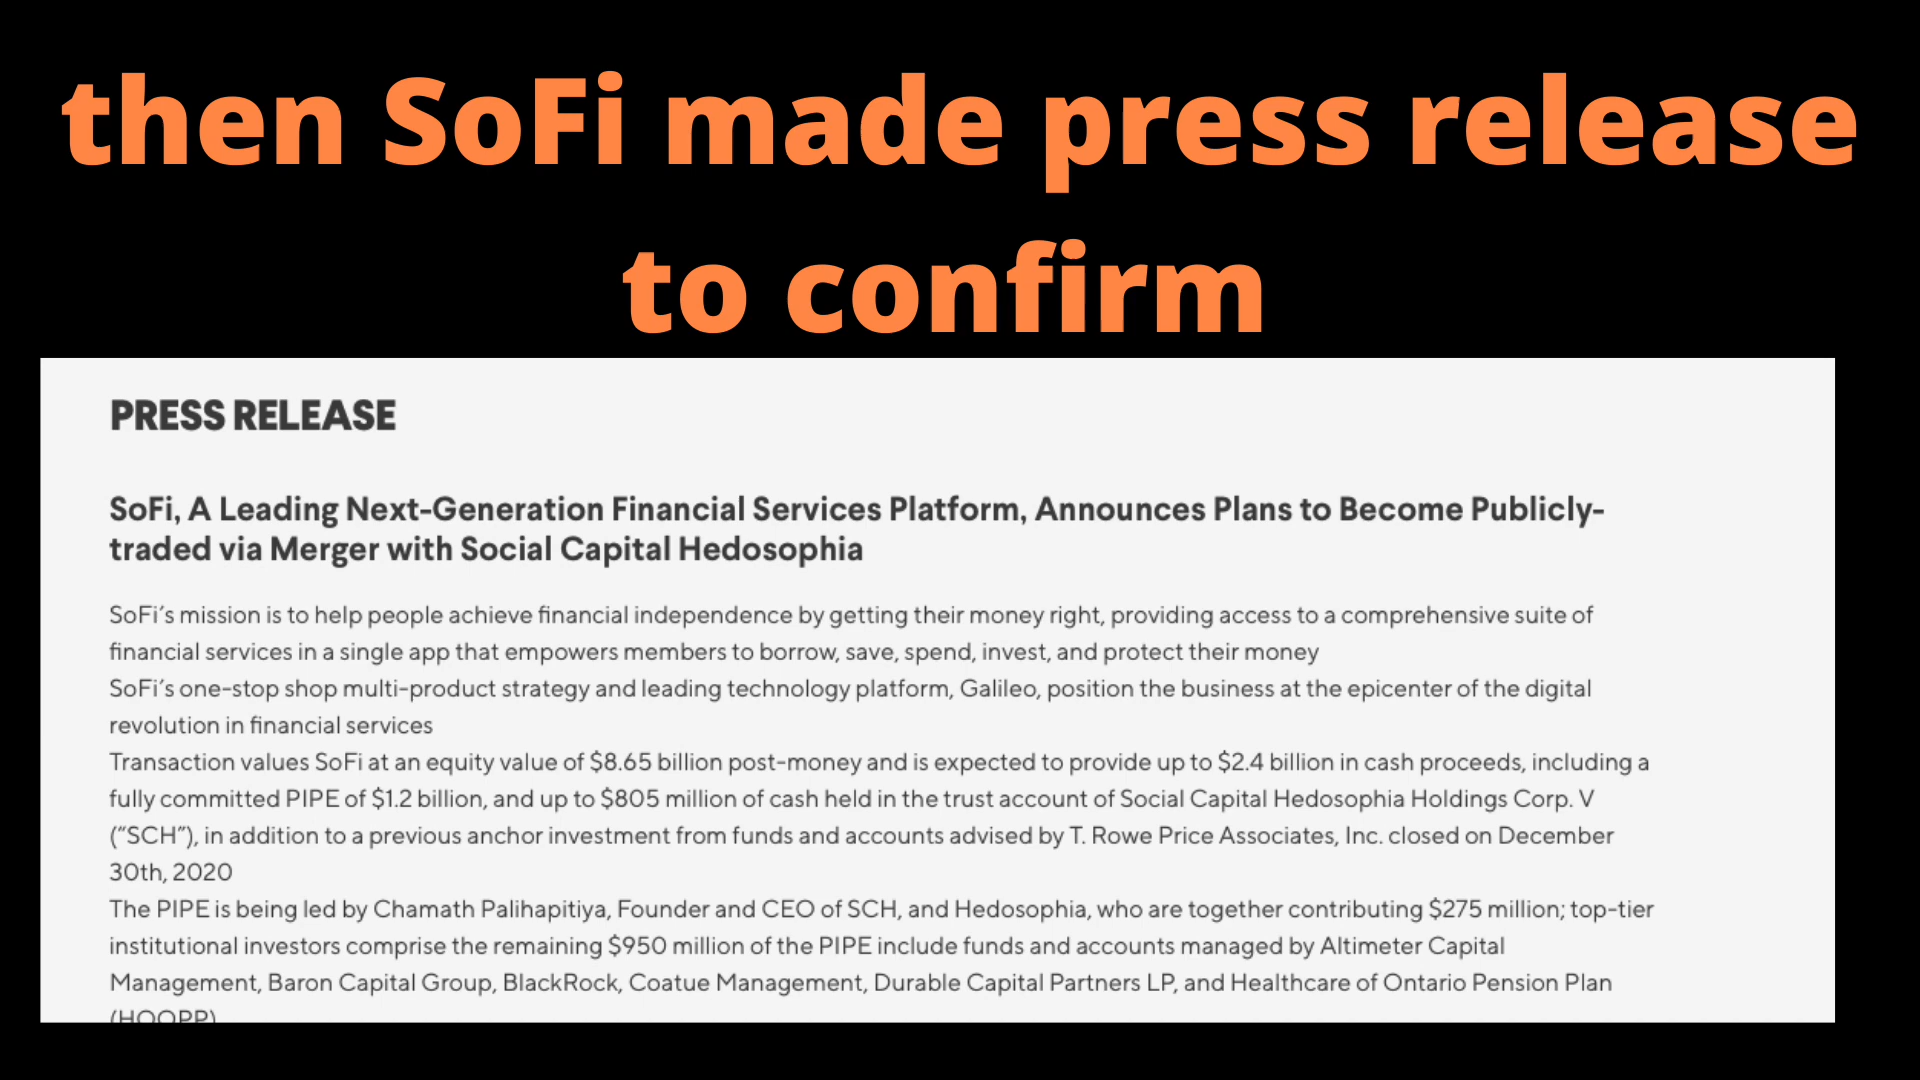 then SoFi made press release
to confirm
PRESS RELEASE
SoFi, A Leading Next-Generation Financial Services Platform, Announces Plans to Become Publicly-
traded via Merger with Social Capital Hedosophia
SoFi’s mission is to help people achieve financial independence by getting their money right, providing access to a comprehensive suite of
financial services in a single app that empowers members to borrow, save, spend, invest, and protect their money
SoFi’s one-stop shop multi-product strategy and leading technology platform, Galileo, position the business at the epicenter of the digital
revolution in financial services
Transaction values SoFi at an equity value of $8.65 billion post-money and is expected to provide up to $2.4 billion in cash proceeds, including a
fully committed PIPE of $1.2 billion, and up to $805 million of cash held in the trust account of Social Capital Hedosophia Holdings Corp. V
(“SCH”), in addition to a previous anchor investment from funds and accounts advised by T. Rowe Price Associates, Inc. closed on December
30th, 2020
The PIPE is being led by Chamath Palihapitiya, Founder and CEO of SCH, and Hedosophia, who are together contributing $275 million; top-tier
institutional investors comprise the remaining $950 million of the PIPE include funds and accounts managed by Altimeter Capital
Management, Baron Capital Group, BlackRock, Coatue Management, Durable Capital Partners LP, and Healthcare of Ontario Pension Plan
(HOOPP)